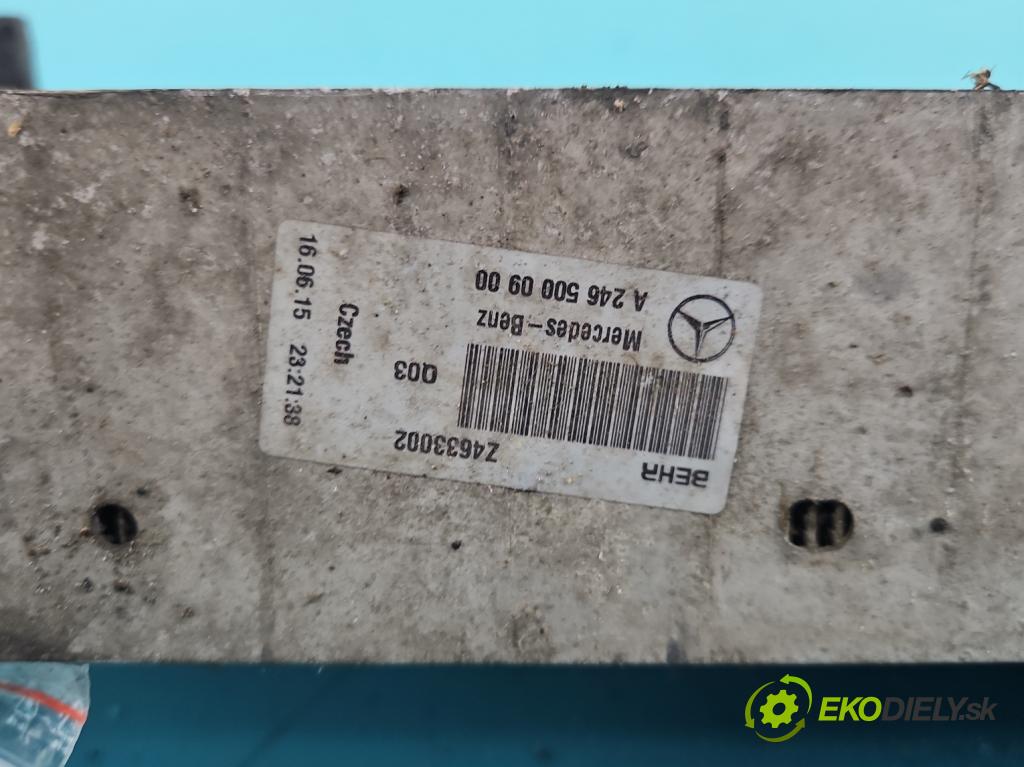 BEHR
Z4633002
Q03
Mercedes-Benz
A 246 500 09 00
Czech
16.06.15 23:21:38
EKODIELY.sk